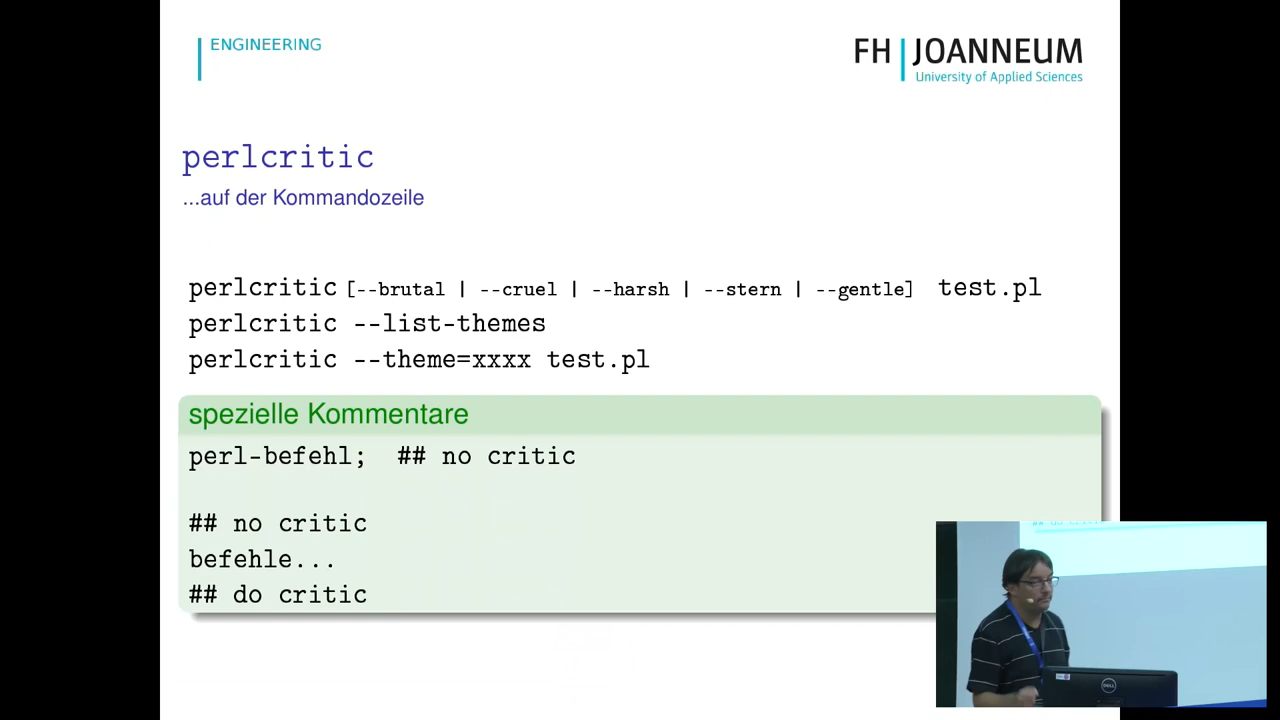 ENGINEERING
FH JOANNEUM
University of Applied Sciences
perlcritic
...auf der Kommandozeile
perlcritic [--brutal | --cruel | --harsh | --stern | --gentle] test.pl
perlcritic --list-themes
perlcritic --theme=xxxx test.pl
spezielle Kommentare
perl-befehl; ## no critic
## no critic
befehle...
## do critic
DELL